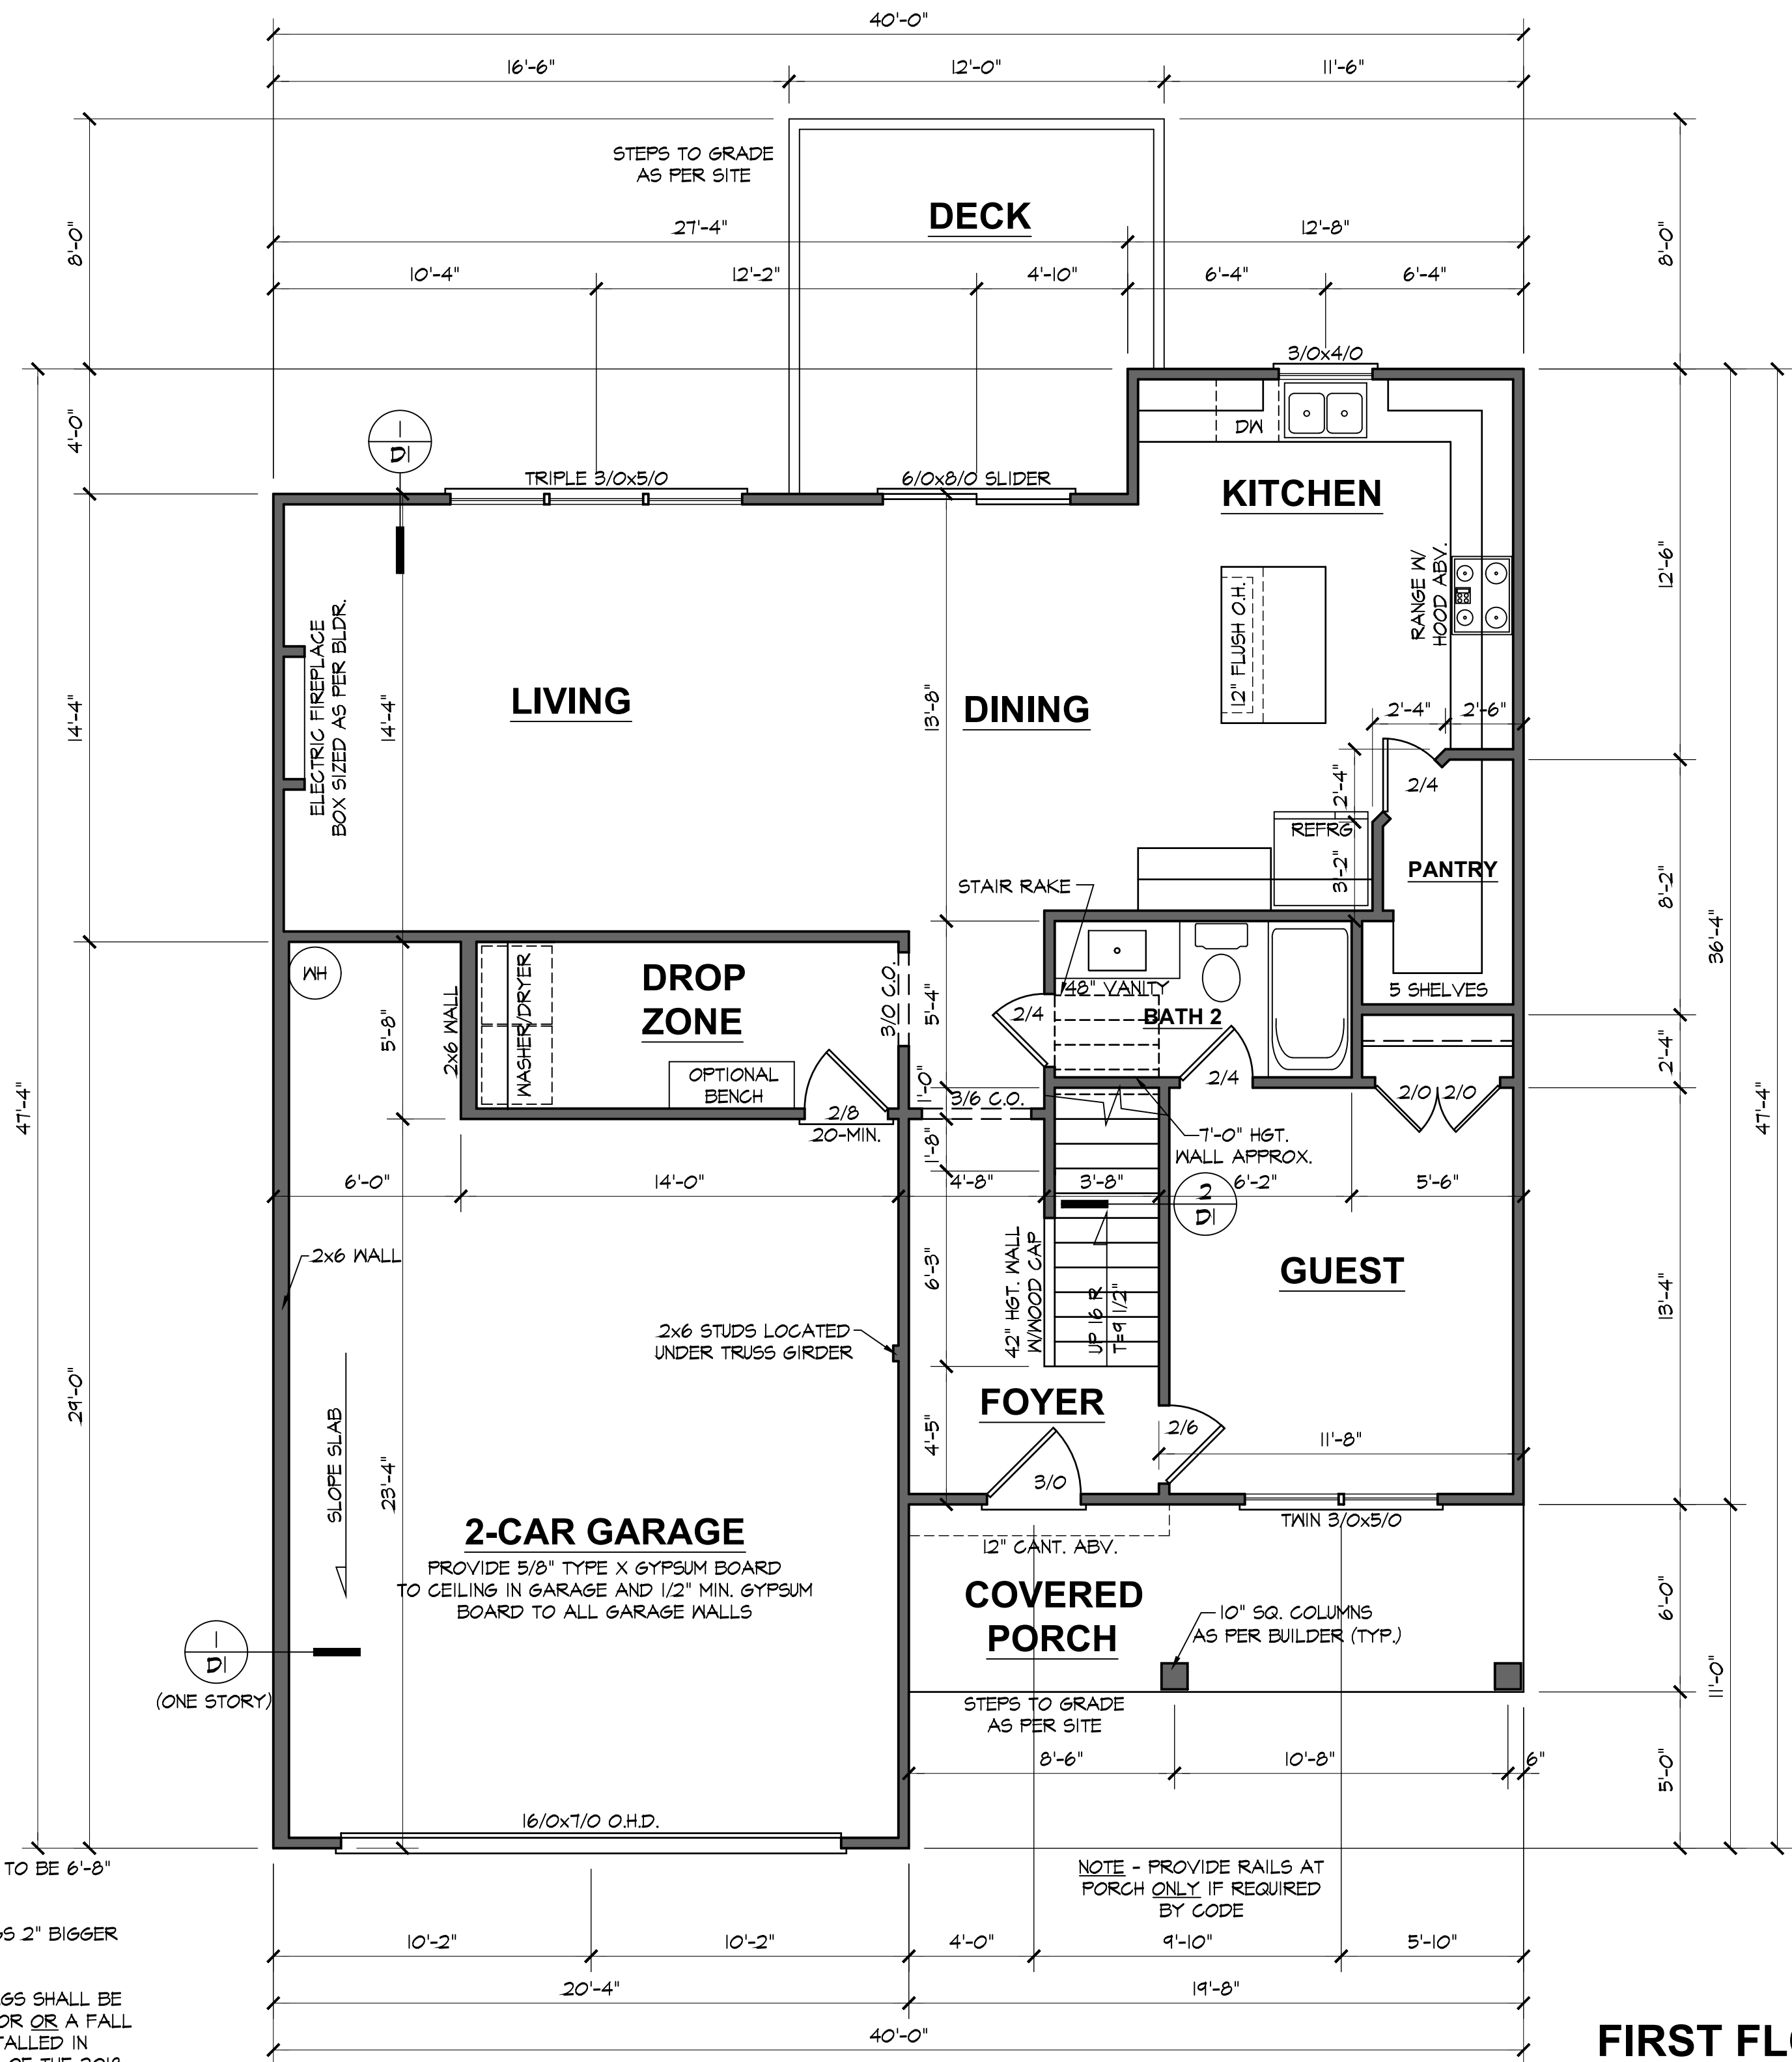 40'-0"
16'-6"
12'-0"
11'-6"
STEPS TO GRADE
AS PER SITE
DECK
8'-0"
8'-0"
27'-4"
12'-8"
10'-4"
12'-2"
4'-10"
6'-4"
6'-4"
3/0x4/0
4'-0"
1
D1
DW
TRIPLE 3/0x5/0
6/0x8/0 SLIDER
KITCHEN
12'-6"
RANGE W/
HOOD ABV.
12" FLUSH O.H.
ELECTRIC FIREPLACE
BOX SIZED AS PER BLDR.
LIVING
DINING
14'-4"
14'-4"
13'-8"
2'-4"
2'-6"
2'-4"
2/4
REFRG
3'-2"
PANTRY
STAIR RAKE
8'-2"
36'-4"
WH
DROP
ZONE
WASHER/DRYER
2x6 WALL
3/0 C.O.
48" VANITY
5 SHELVES
5'-8"
5'-4"
2/4
BATH 2
2'-4"
47'-4"
47'-4"
OPTIONAL
BENCH
1'-0"
3/6 C.O.
2/4
2/0
2/0
2/8
20-MIN.
1'-8"
7'-0" HGT.
WALL APPROX.
6'-0"
14'-0"
4'-8"
3'-8"
6'-2"
5'-6"
2
D1
2x6 WALL
6'-3"
42" HGT. WALL
W/WOOD CAP
UP 16 R
T=9 1/2"
GUEST
13'-4"
2x6 STUDS LOCATED
UNDER TRUSS GIRDER
29'-0"
SLOPE SLAB
23'-4"
FOYER
4'-5"
2/6
11'-8"
3/0
2-CAR GARAGE
PROVIDE 5/8" TYPE X GYPSUM BOARD
TO CEILING IN GARAGE AND 1/2" MIN. GYPSUM
BOARD TO ALL GARAGE WALLS
TWIN 3/0x5/0
12" CANT. ABV.
COVERED
PORCH
10" SQ. COLUMNS
AS PER BUILDER (TYP.)
6'-0"
1
D1
(ONE STORY)
11'-0"
STEPS TO GRADE
AS PER SITE
8'-6"
10'-8"
6"
5'-0"
16/0x7/0 O.H.D.
TO BE 6'-8"
NOTE - PROVIDE RAILS AT
PORCH ONLY IF REQUIRED
BY CODE
GS 2" BIGGER
10'-2"
10'-2"
4'-0"
9'-10"
5'-10"
20'-4"
19'-8"
GS SHALL BE
OR OR A FALL
TALLED IN
OF THE 2018
40'-0"
FIRST FLO